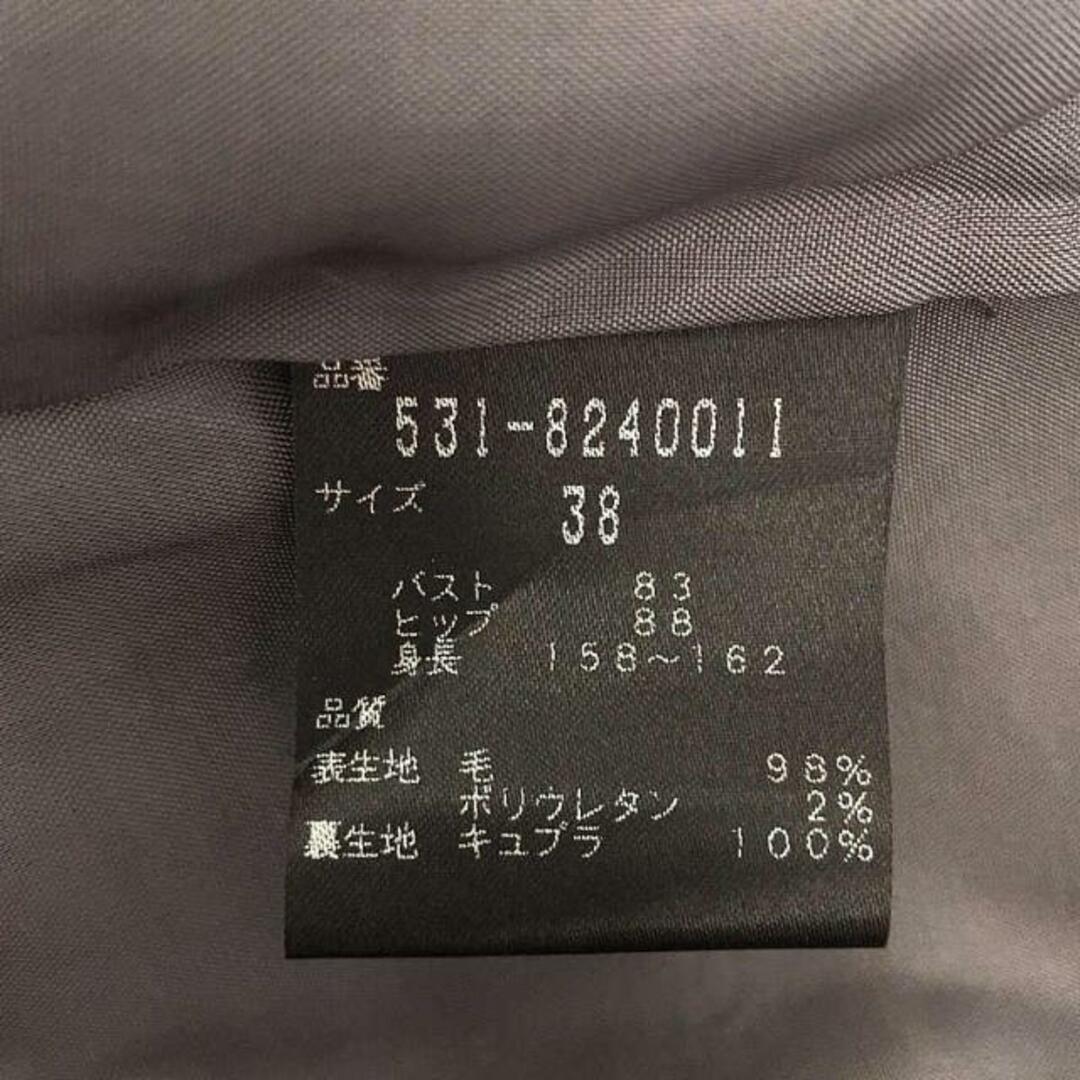 品番
531-8240011
サイズ 38
バスト 83
ヒップ 88
身長 158〜162
品質
表生地 毛 98%
ポリウレタン 2%
裏生地 キュプラ 100%